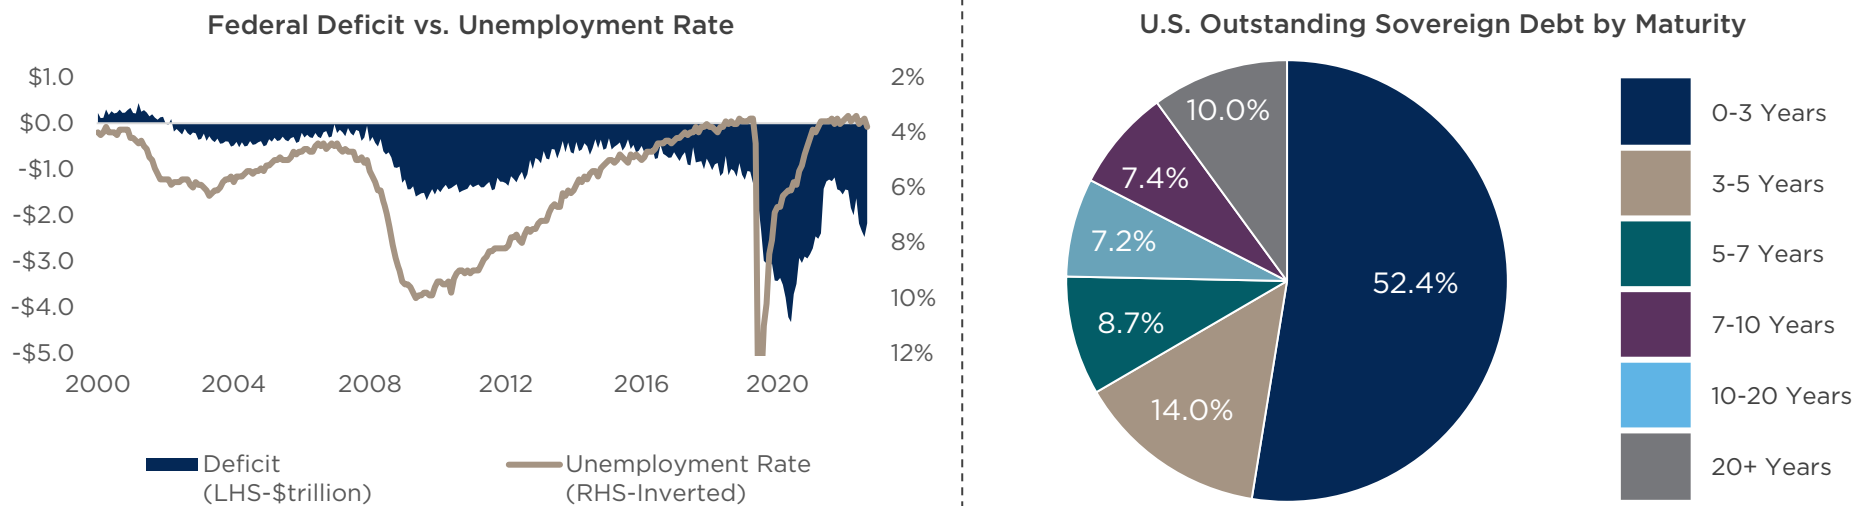 Federal Deficit vs. Unemployment Rate
$1.0
$0.0
-$1.0
-$2.0
-$3.0
-$4.0
-$5.0
2%
4%
6%
8%
10%
12%
2000 2004 2008 2012 2016 2020
Deficit
(LHS-$trillion)
Unemployment Rate
(RHS-Inverted)
U.S. Outstanding Sovereign Debt by Maturity
10.0%
7.4%
7.2%
8.7%
14.0%
52.4%
0-3 Years
3-5 Years
5-7 Years
7-10 Years
10-20 Years
20+ Years